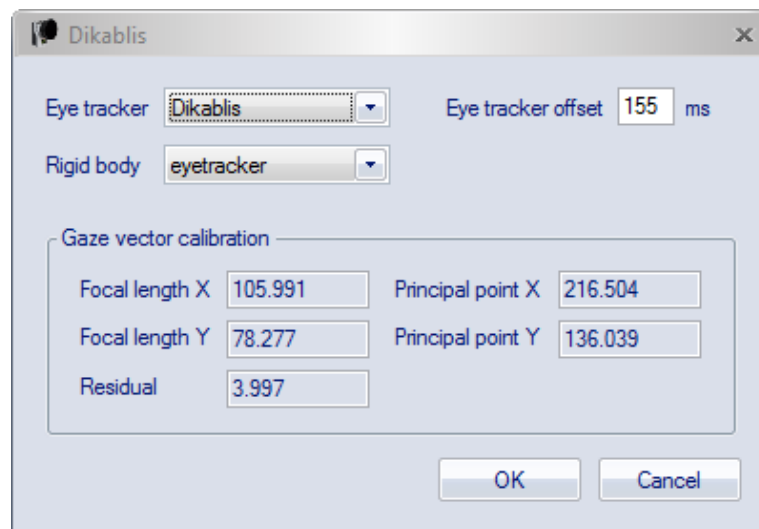 Dikablis
Eye tracker Dikablis Eye tracker offset 155 ms
Rigid body eyetracker
Gaze vector calibration
Focal length X 105.991 Principal point X 216.504
Focal length Y 78.277 Principal point Y 136.039
Residual 3.997
OK Cancel